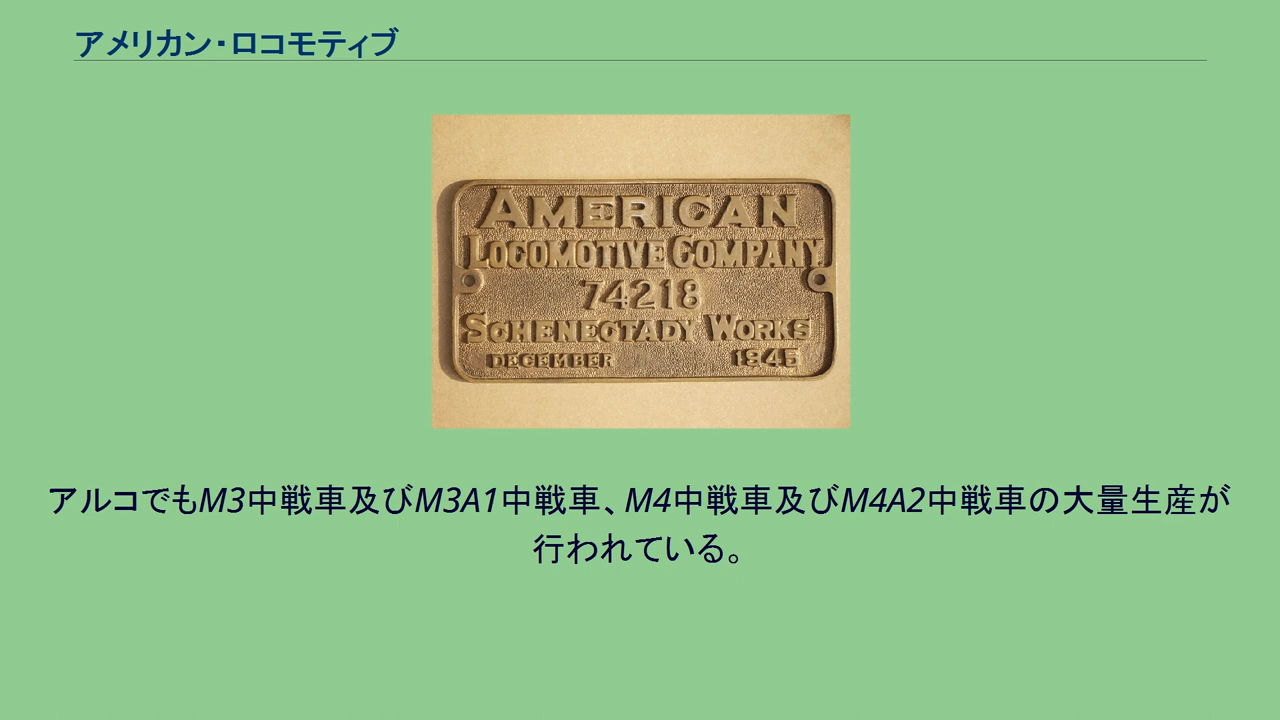 アメリカン・ロコモティブ
AMERICAN
LOCOMOTIVE COMPANY
74218
SCHENECTADY WORKS
DECEMBER 1945
アルコでもM3中戦車及びM3A1中戦車、M4中戦車及びM4A2中戦車の大量生産が
行われている。